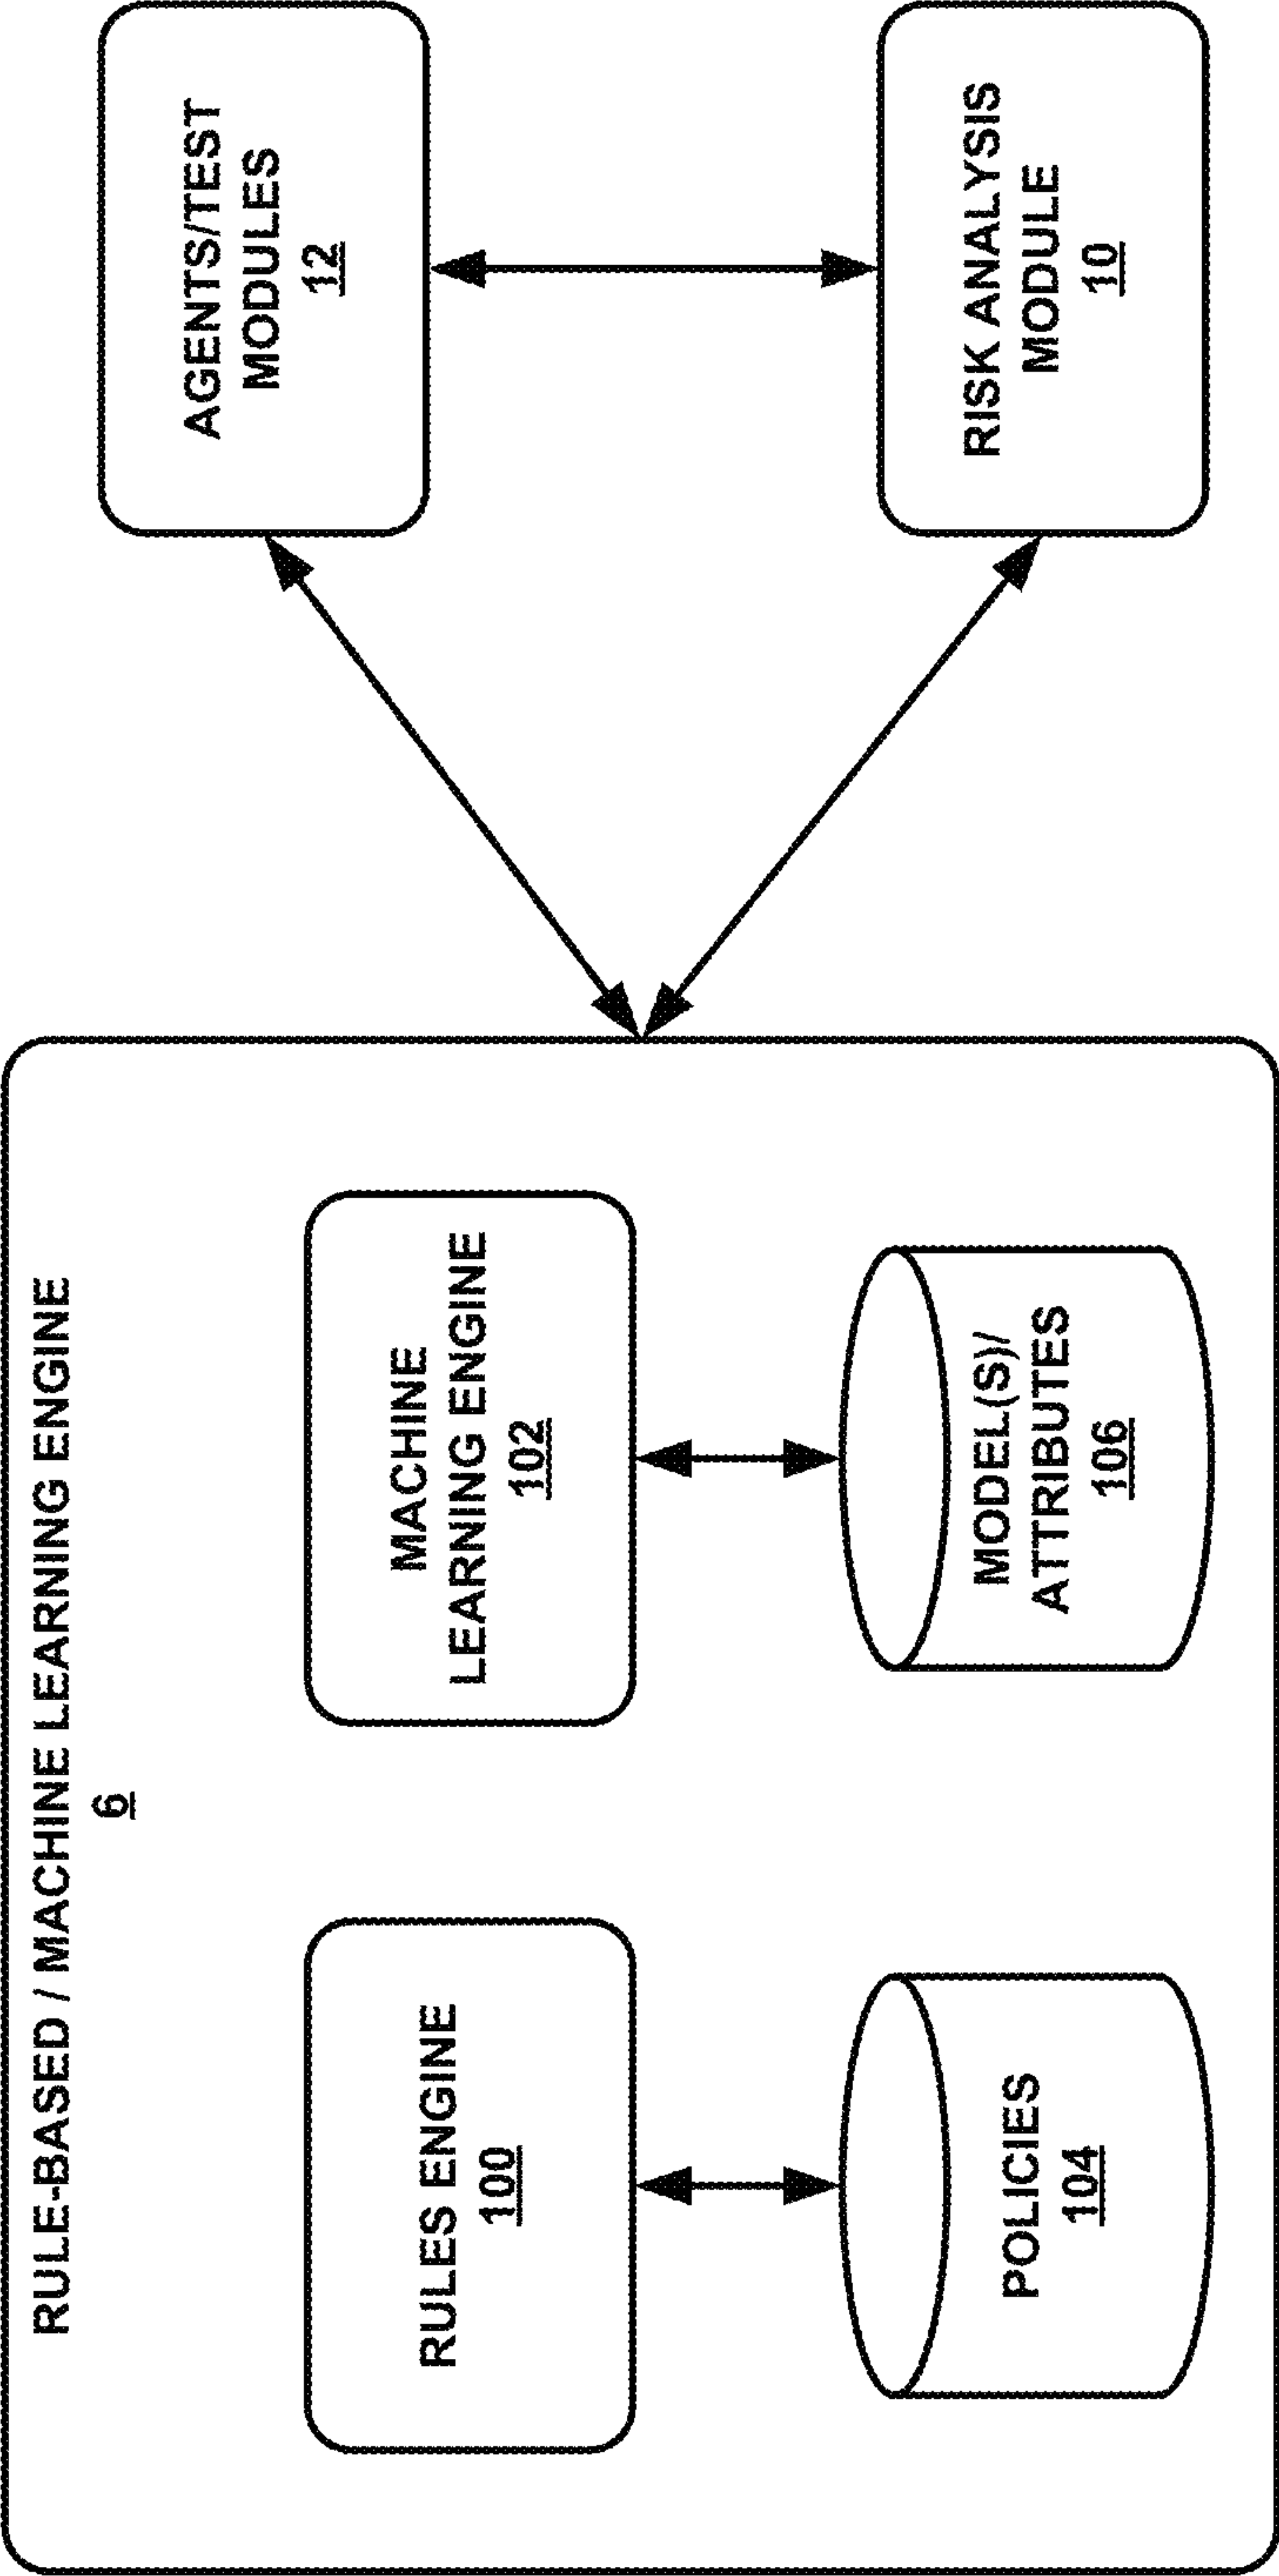 RULE-BASED / MACHINE LEARNING ENGINE
6
RULES ENGINE
100
MACHINE
LEARNING ENGINE
102
POLICIES
104
MODEL(S)/
ATTRIBUTES
106
AGENTS/TEST
MODULES
12
RISK ANALYSIS
MODULE
10